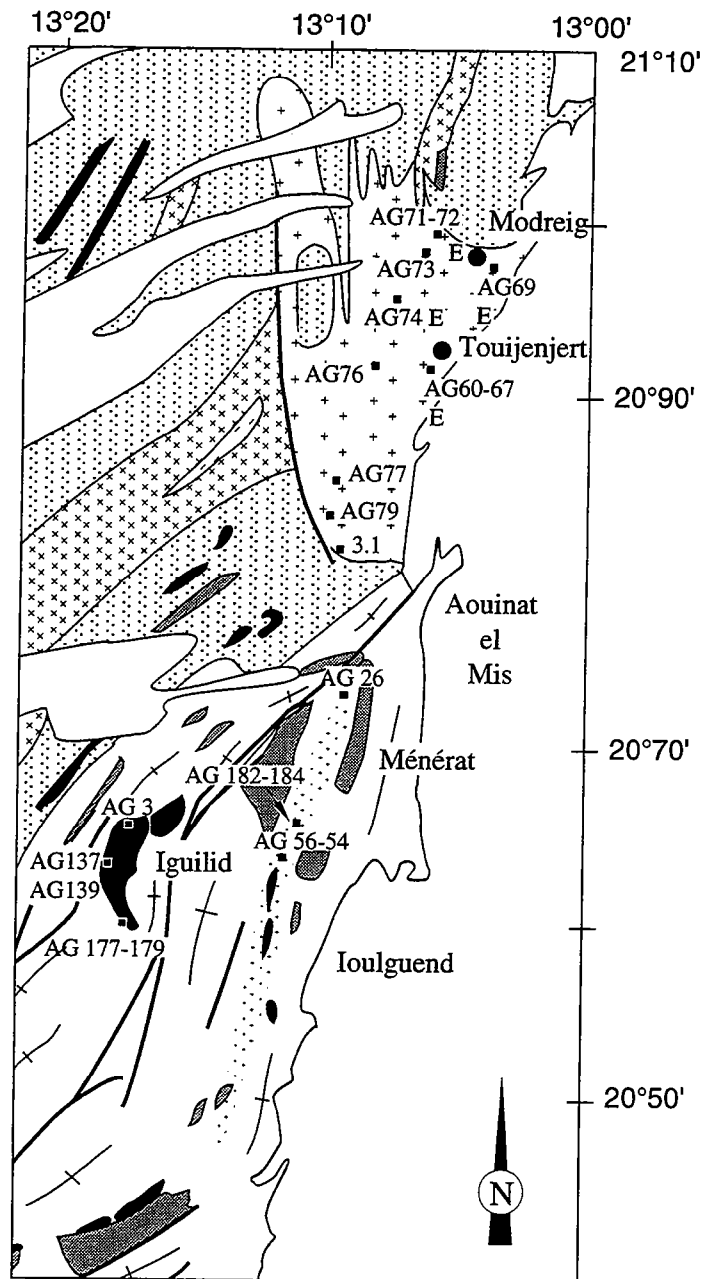 13°20' 13°10' 13°00'
21°10'
AG71-72 Modreig
E
AG73
AG69
AG74 E E
Touijenjert
AG76
AG60-67
20°90'
E
AG77
AG79
3.1
Aouinat
el
Mis
AG 26
20°70'
Ménérat
AG 182-184
AG 3
AG 56-54
AG137
Iguilid
AG139
AG 177-179
Ioulguend
20°50'
N